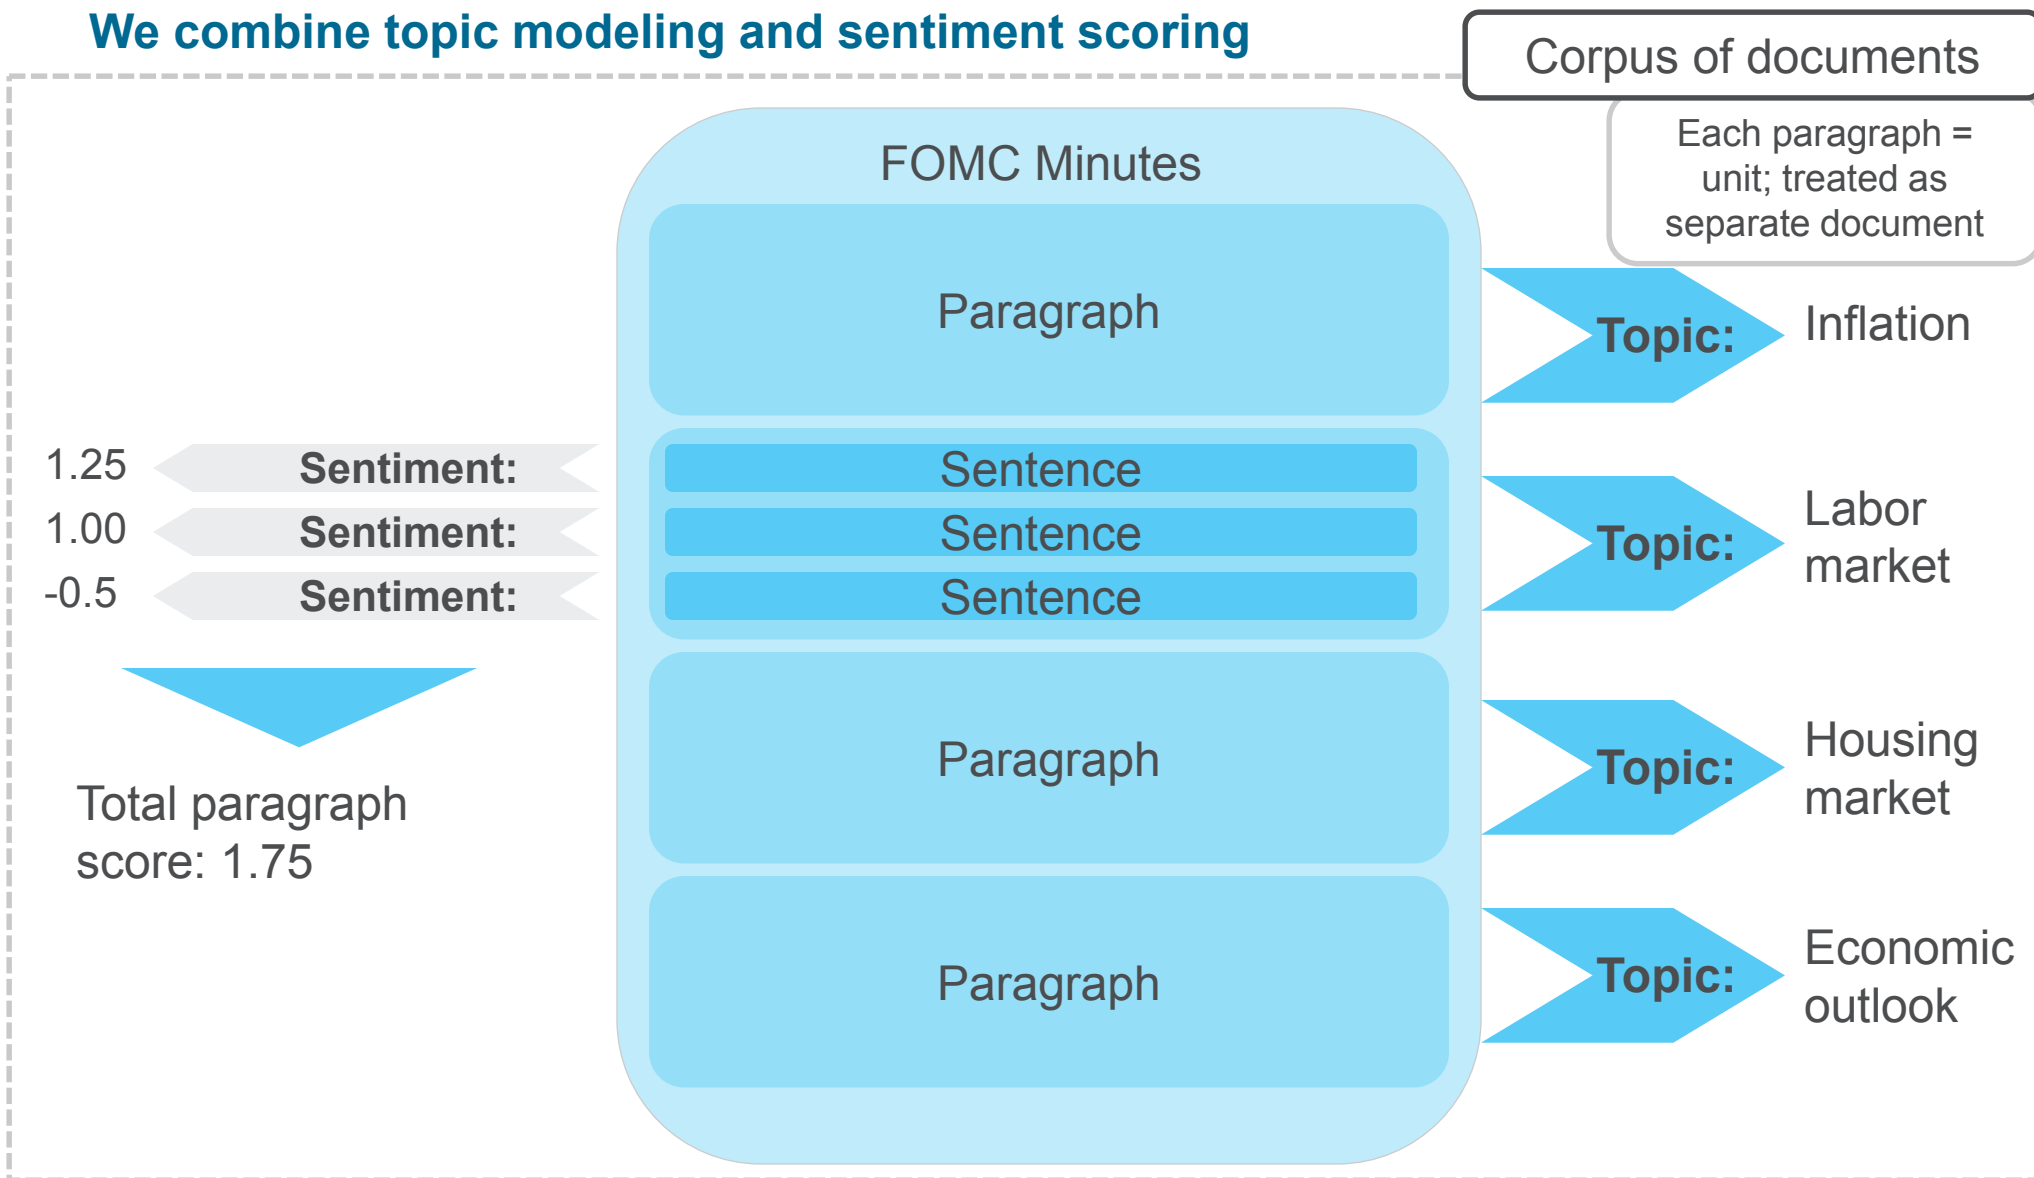 We combine topic modeling and sentiment scoring
Corpus of documents
Each paragraph =
unit; treated as
separate document
FOMC Minutes
Paragraph
Topic:
Inflation
1.25
Sentiment:
Sentence
1.00
Sentiment:
Sentence
-0.5
Sentiment:
Sentence
Topic:
Labor
market
Total paragraph
score: 1.75
Paragraph
Topic:
Housing
market
Paragraph
Topic:
Economic
outlook